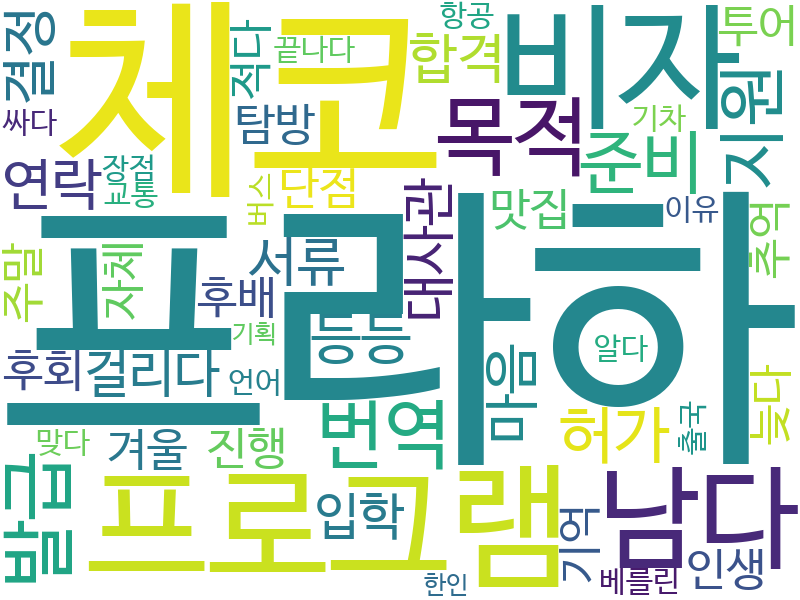 프라하
체코
비자
프로그램
남다
목적
준비
지원
발급
번역
결정
적다
끝나다
항공
합격
투어
싸다
탐방
기차
연락
장점
교통
버스
단점
대사관
맛집
이유
추억
주말
자체
서류
후배
등등
기획
알다
후회
걸리다
언어
마음
맞다
겨울
진행
허가
출국
늦다
입학
기억
한인
베를린
인생